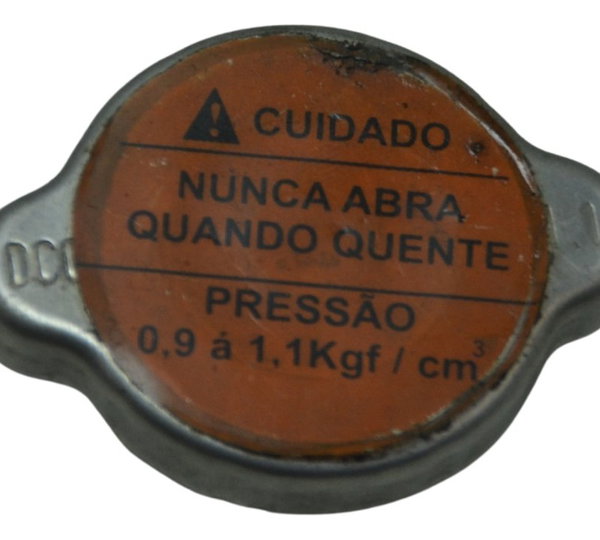 CUIDADO
NUNCA ABRA
QUANDO QUENTE
PRESSÃO
0,9 á 1,1Kgf / cm³